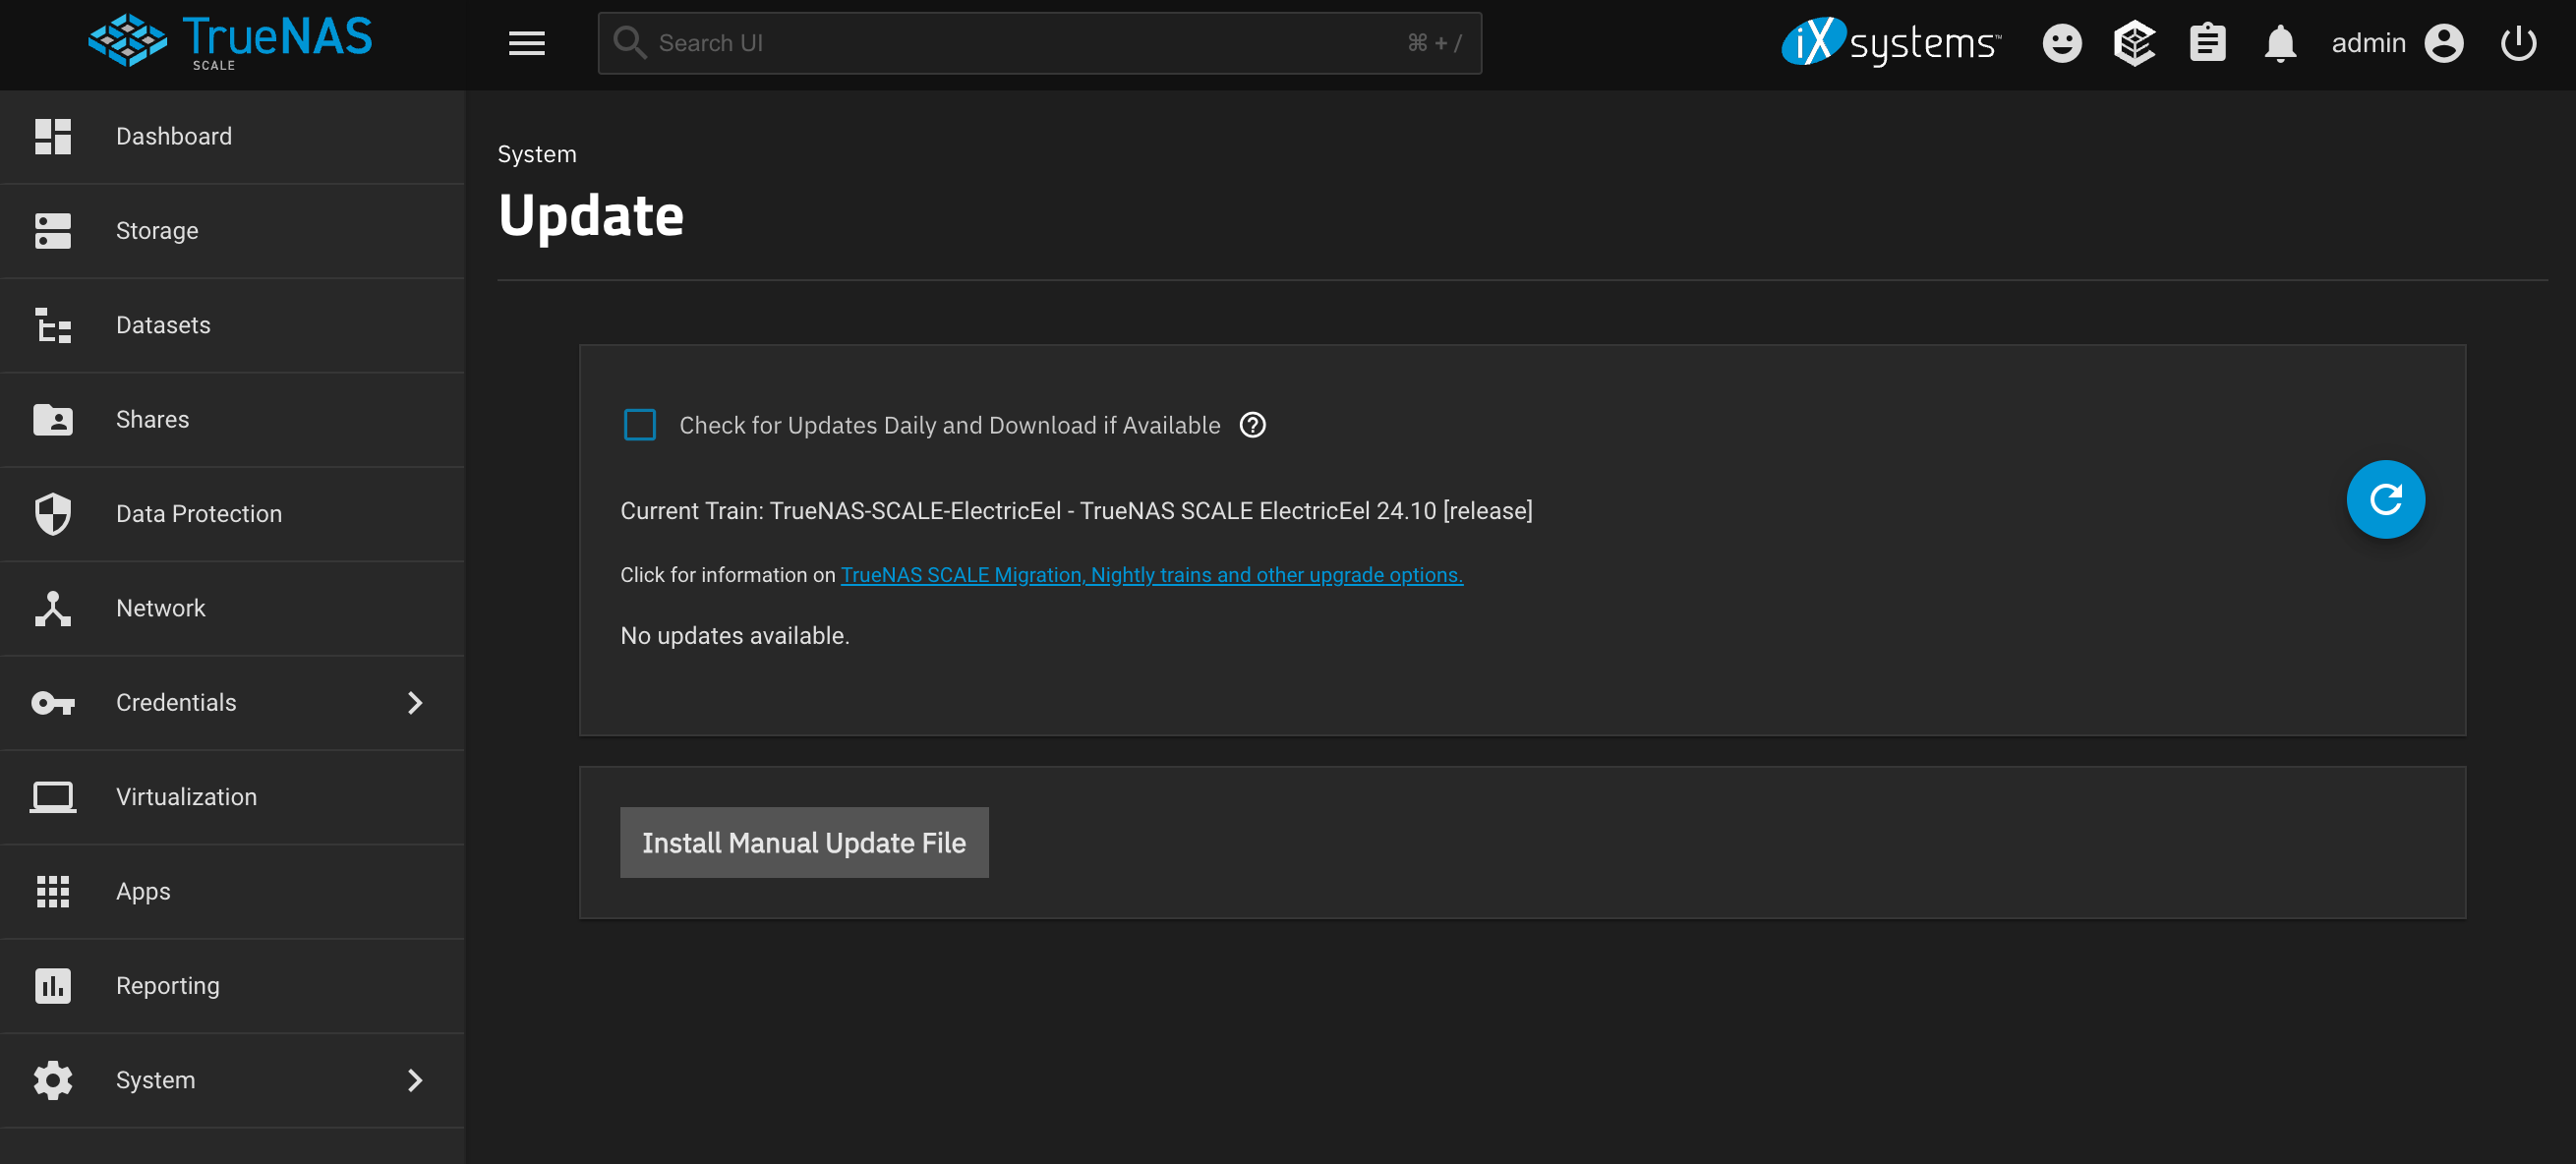 TrueNAS
SCALE
Search UI
⌘ + /
iXsystems™
admin
Dashboard
Storage
Datasets
Shares
Data Protection
Network
Credentials
Virtualization
Apps
Reporting
System
System
Update
Check for Updates Daily and Download if Available
Current Train: TrueNAS-SCALE-ElectricEel - TrueNAS SCALE ElectricEel 24.10 [release]
Click for information on TrueNAS SCALE Migration, Nightly trains and other upgrade options.
No updates available.
Install Manual Update File